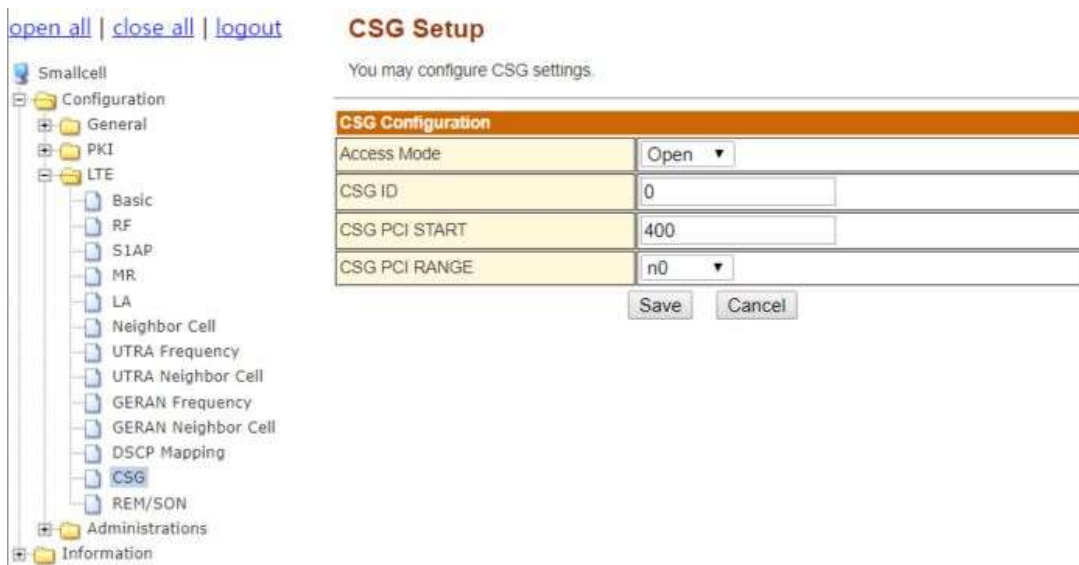 open all | close all | logout
Smallcell
Configuration
General
PKI
LTE
Basic
RF
S1AP
MR
LA
Neighbor Cell
UTRA Frequency
UTRA Neighbor Cell
GERAN Frequency
GERAN Neighbor Cell
DSCP Mapping
CSG
REM/SON
Administrations
Information
CSG Setup
You may configure CSG settings.
CSG Configuration
Access Mode Open
CSG ID 0
CSG PCI START 400
CSG PCI RANGE n0
Save Cancel